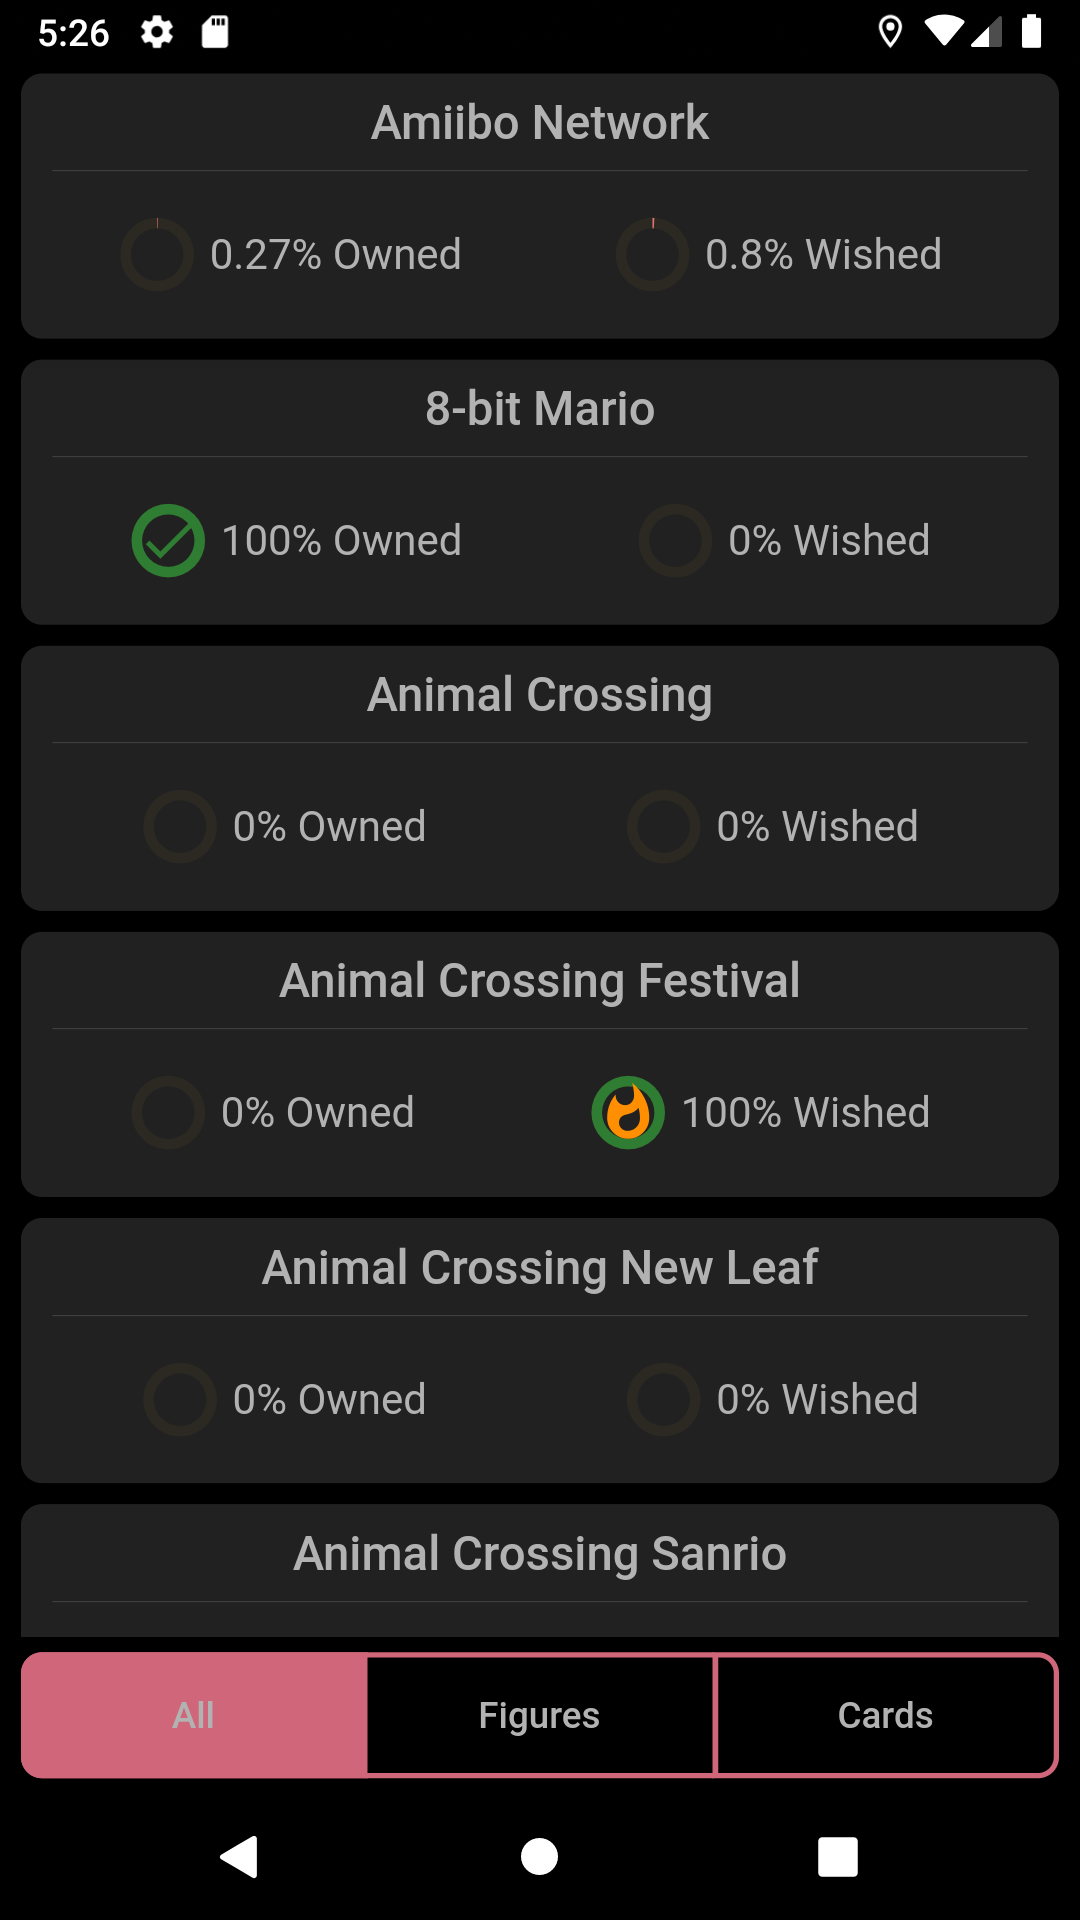 5:26
Amiibo Network
0.27% Owned
0.8% Wished
8-bit Mario
100% Owned
0% Wished
Animal Crossing
0% Owned
0% Wished
Animal Crossing Festival
0% Owned
100% Wished
Animal Crossing New Leaf
0% Owned
0% Wished
Animal Crossing Sanrio
All
Figures
Cards